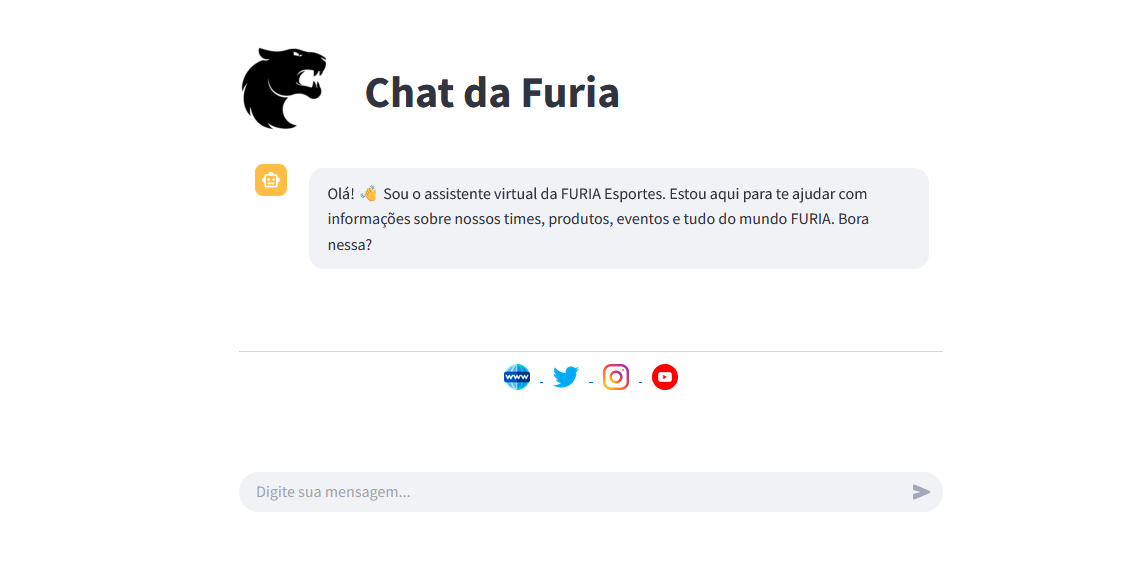 Chat da Furia
Olá! 👋 Sou o assistente virtual da FURIA Esportes. Estou aqui para te ajudar com
informações sobre nossos times, produtos, eventos e tudo do mundo FURIA. Bora
nessa?
www
Digite sua mensagem...